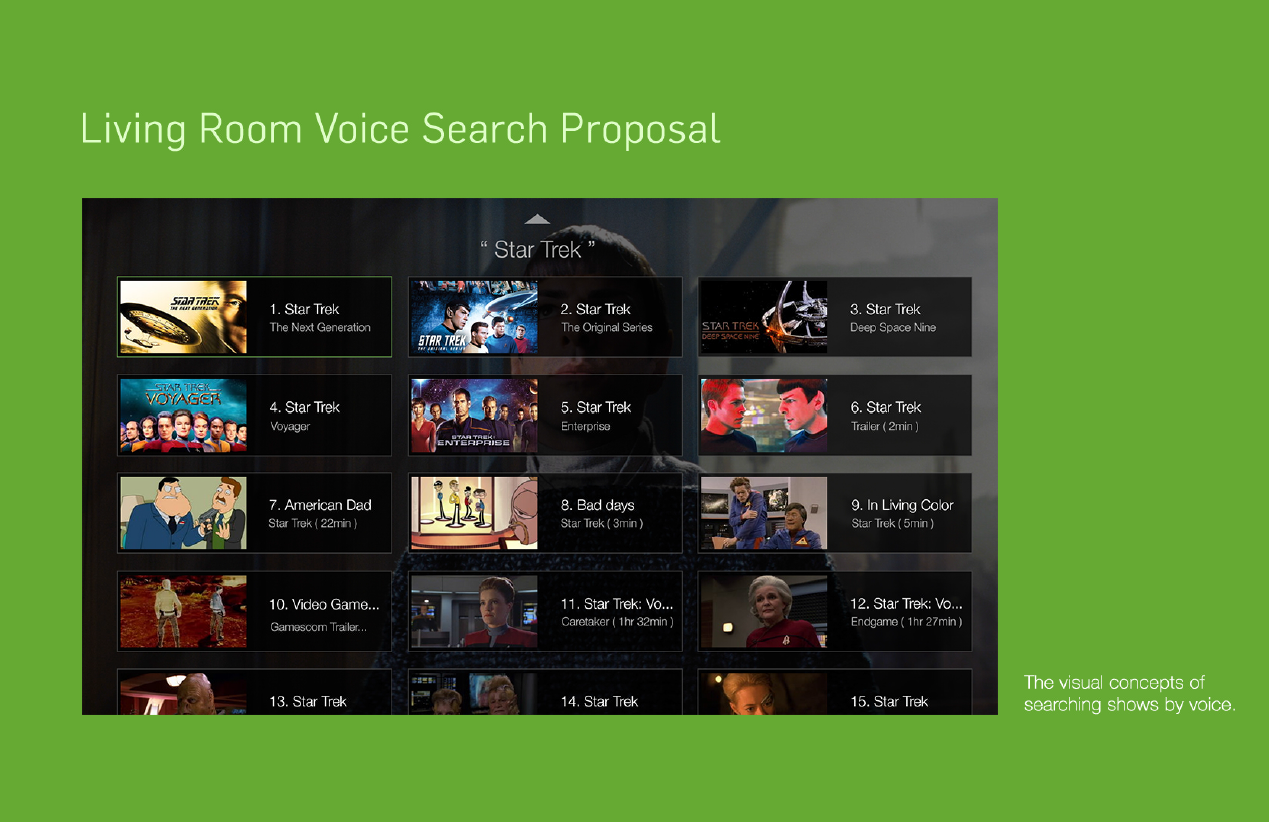 Living Room Voice Search Proposal
“ Star Trek ”
STAR TREK
THE NEXT GENERATION
1. Star Trek
The Next Generation
STAR TREK
THE ORIGINAL SERIES
2. Star Trek
The Original Series
STAR TREK
DEEP SPACE NINE
3. Star Trek
Deep Space Nine
STAR TREK
VOYAGER
4. Star Trek
Voyager
STAR TREK:
ENTERPRISE
5. Star Trek
Enterprise
6. Star Trek
Trailer ( 2min )
7. American Dad
Star Trek ( 22min )
8. Bad days
Star Trek ( 3min )
9. In Living Color
Star Trek ( 5min )
10. Video Game...
Gamescom Trailer...
11. Star Trek: Vo...
Caretaker ( 1hr 32min )
12. Star Trek: Vo...
Endgame ( 1hr 27min )
13. Star Trek
14. Star Trek
15. Star Trek
The visual concepts of
searching shows by voice.